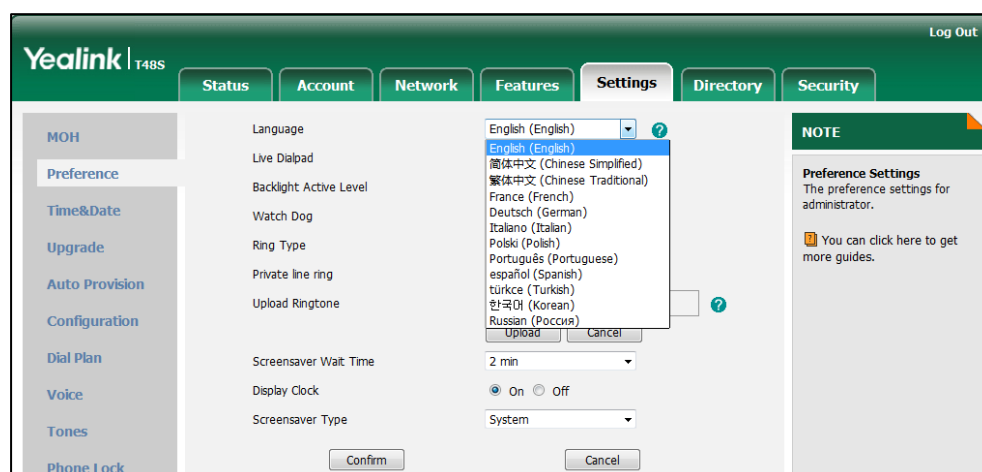 Log Out
Yealink T48S
Status Account Network Features Settings Directory Security
MOH
Preference
Time&Date
Upgrade
Auto Provision
Configuration
Dial Plan
Voice
Tones
Phone Lock
Language English (English)
English (English)
简体中文 (Chinese Simplified)
繁体中文 (Chinese Traditional)
France (French)
Deutsch (German)
Italiano (Italian)
Polski (Polish)
Português (Portuguese)
español (Spanish)
türkce (Turkish)
한국어 (Korean)
Russian (Россия)
Live Dialpad
Backlight Active Level
Watch Dog
Ring Type
Private line ring
Upload Ringtone
Upload Cancel
Screensaver Wait Time 2 min
Display Clock On Off
Screensaver Type System
Confirm Cancel
NOTE
Preference Settings
The preference settings for
administrator.
You can click here to get
more guides.